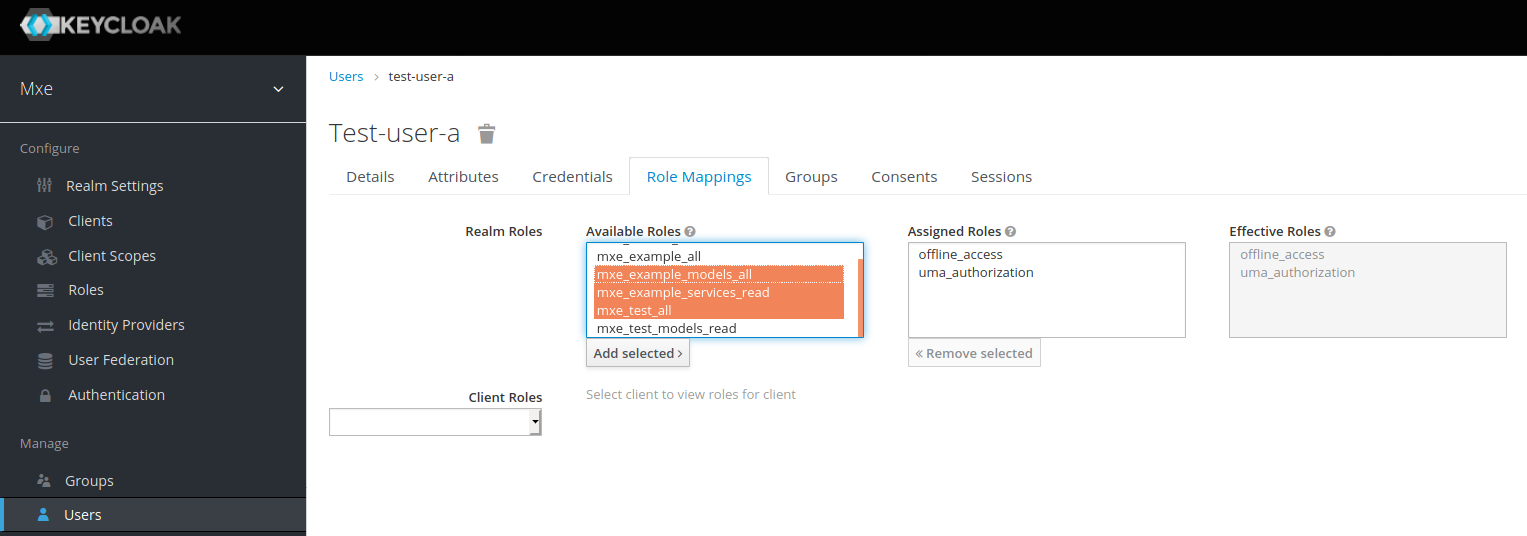 KEYCLOAK
Mxe
Configure
Realm Settings
Clients
Client Scopes
Roles
Identity Providers
User Federation
Authentication
Manage
Groups
Users
Users > test-user-a
Test-user-a
Details Attributes Credentials Role Mappings Groups Consents Sessions
Realm Roles
Available Roles ?
mxe_example_all
mxe_example_models_all
mxe_example_services_read
mxe_test_all
mxe_test_models_read
Add selected >
Assigned Roles ?
offline_access
uma_authorization
« Remove selected
Effective Roles ?
offline_access
uma_authorization
Client Roles
Select client to view roles for client